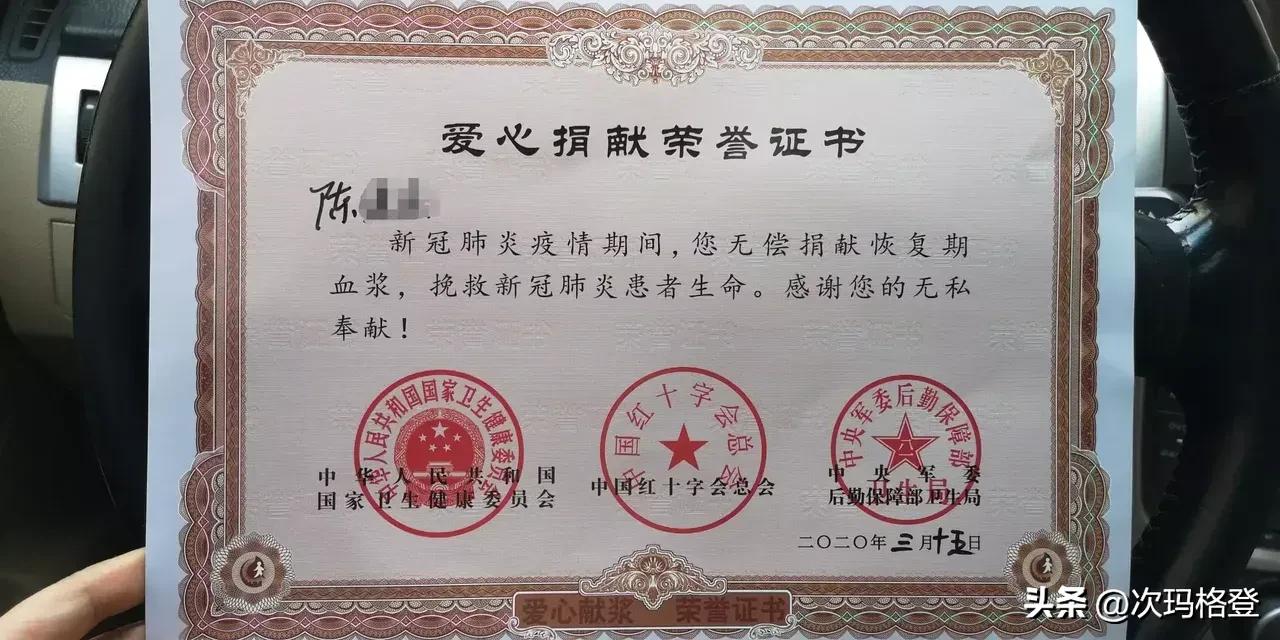 爱心捐献荣誉证书
陈
新冠肺炎疫情期间,您无偿捐献恢复期
血浆,挽救新冠肺炎患者生命。感谢您的无私
奉献!
中华人民共和国国家卫生健康委员会
中国红十字会总会
中央军委后勤保障部
卫生局
中华人民共和国
国家卫生健康委员会
中国红十字会总会
中央军委
后勤保障部卫生局
二〇二〇年三月十五日
爱心献浆 荣誉证书
头条 @次玛格登